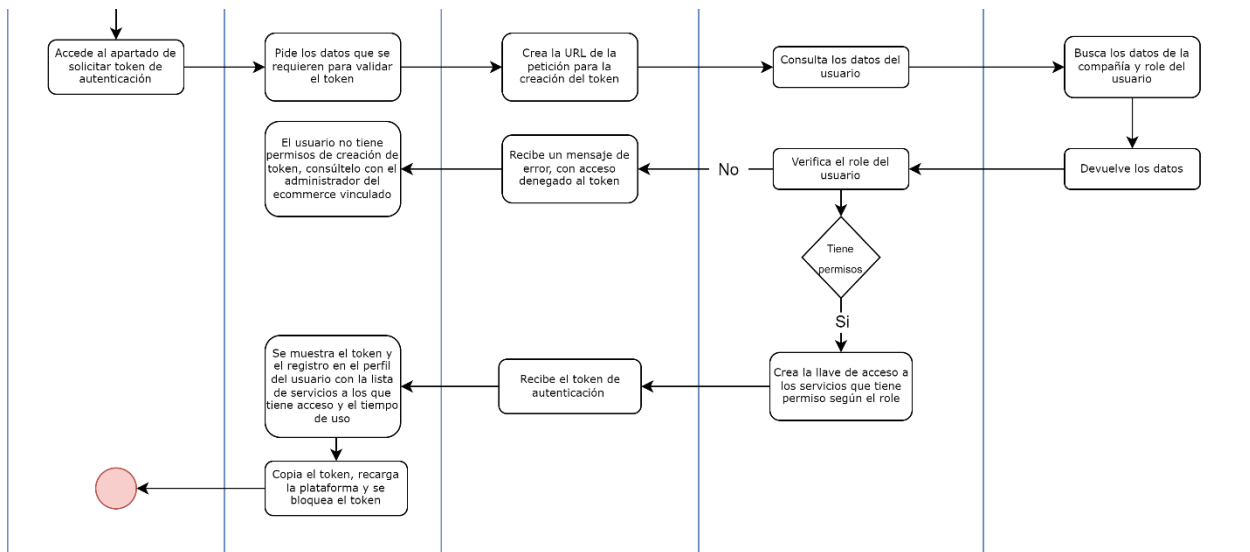 Accede al apartado de
solicitar token de
autenticación
Pide los datos que se
requieren para validar
el token
Crea la URL de la
petición para la
creación del token
Consulta los datos del
usuario
Busca los datos de la
compañía y role del
usuario
El usuario no tiene
permisos de creación de
token, consúltelo con el
administrador del
ecommerce vinculado
Recibe un mensaje de
error, con acceso
denegado al token
No
Verifica el role del
usuario
Devuelve los datos
Tiene
permisos
Si
Se muestra el token y
el registro en el perfil
del usuario con la lista
de servicios a los que
tiene acceso y el tiempo
de uso
Recibe el token de
autenticación
Crea la llave de acceso a
los servicios que tiene
permiso según el role
Copia el token, recarga
la plataforma y se
bloquea el token